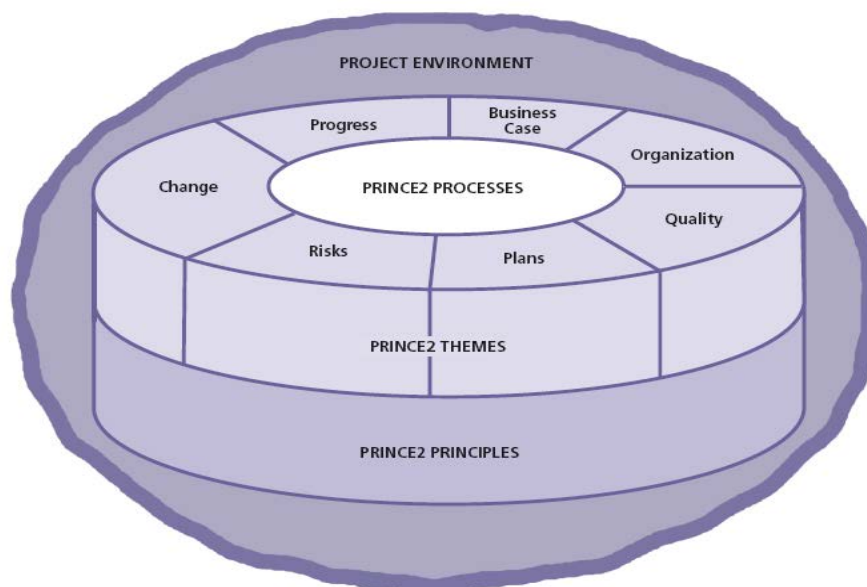 PROJECT ENVIRONMENT
Progress
Business
Case
Organization
Change
PRINCE2 PROCESSES
Quality
Risks
Plans
PRINCE2 THEMES
PRINCE2 PRINCIPLES